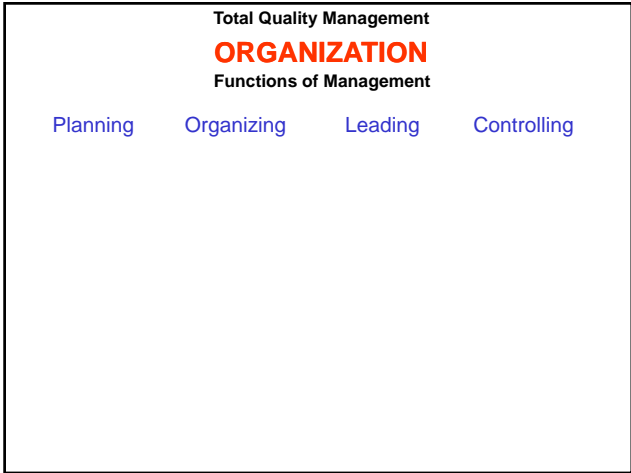 Total Quality Management
ORGANIZATION
Functions of Management
Planning Organizing Leading Controlling